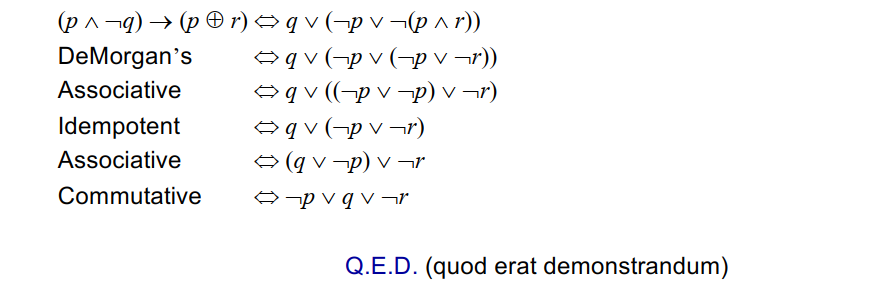 (p ∧ ¬q) → (p ⊕ r) ⇔ q ∨ (¬p ∨ ¬(p ∧ r))
DeMorgan’s ⇔ q ∨ (¬p ∨ (¬p ∨ ¬r))
Associative ⇔ q ∨ ((¬p ∨ ¬p) ∨ ¬r)
Idempotent ⇔ q ∨ (¬p ∨ ¬r)
Associative ⇔ (q ∨ ¬p) ∨ ¬r
Commutative ⇔ ¬p ∨ q ∨ ¬r
Q.E.D. (quod erat demonstrandum)